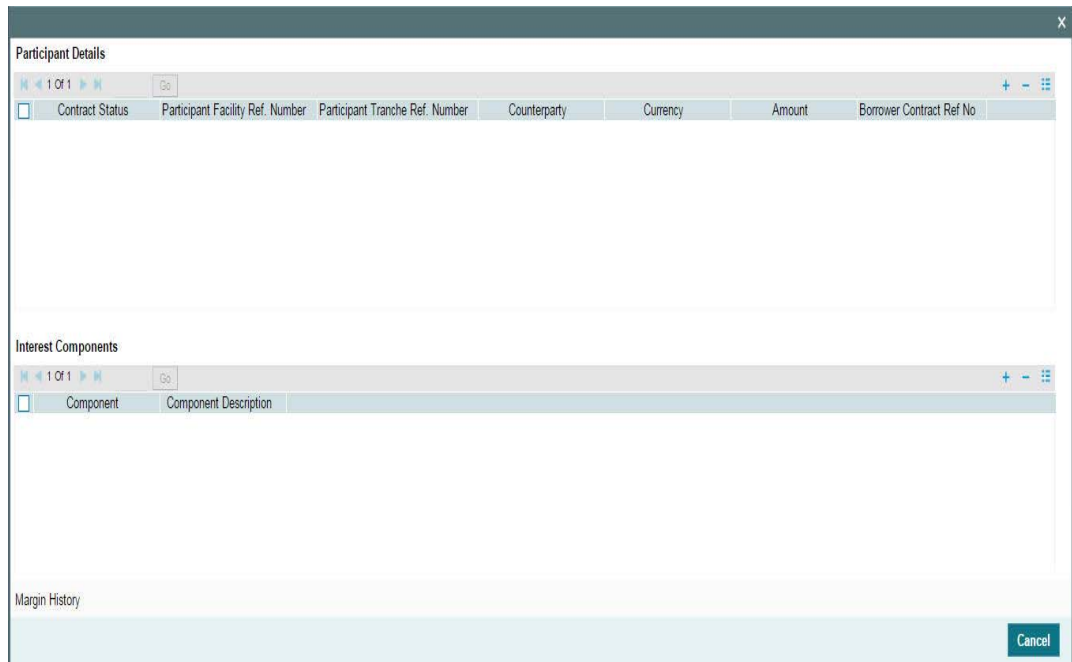 X
Participant Details
1 Of 1 Go + -
Contract Status Participant Facility Ref. Number Participant Tranche Ref. Number Counterparty Currency Amount Borrower Contract Ref No
Interest Components
1 Of 1 Go + -
Component Component Description
Margin History
Cancel